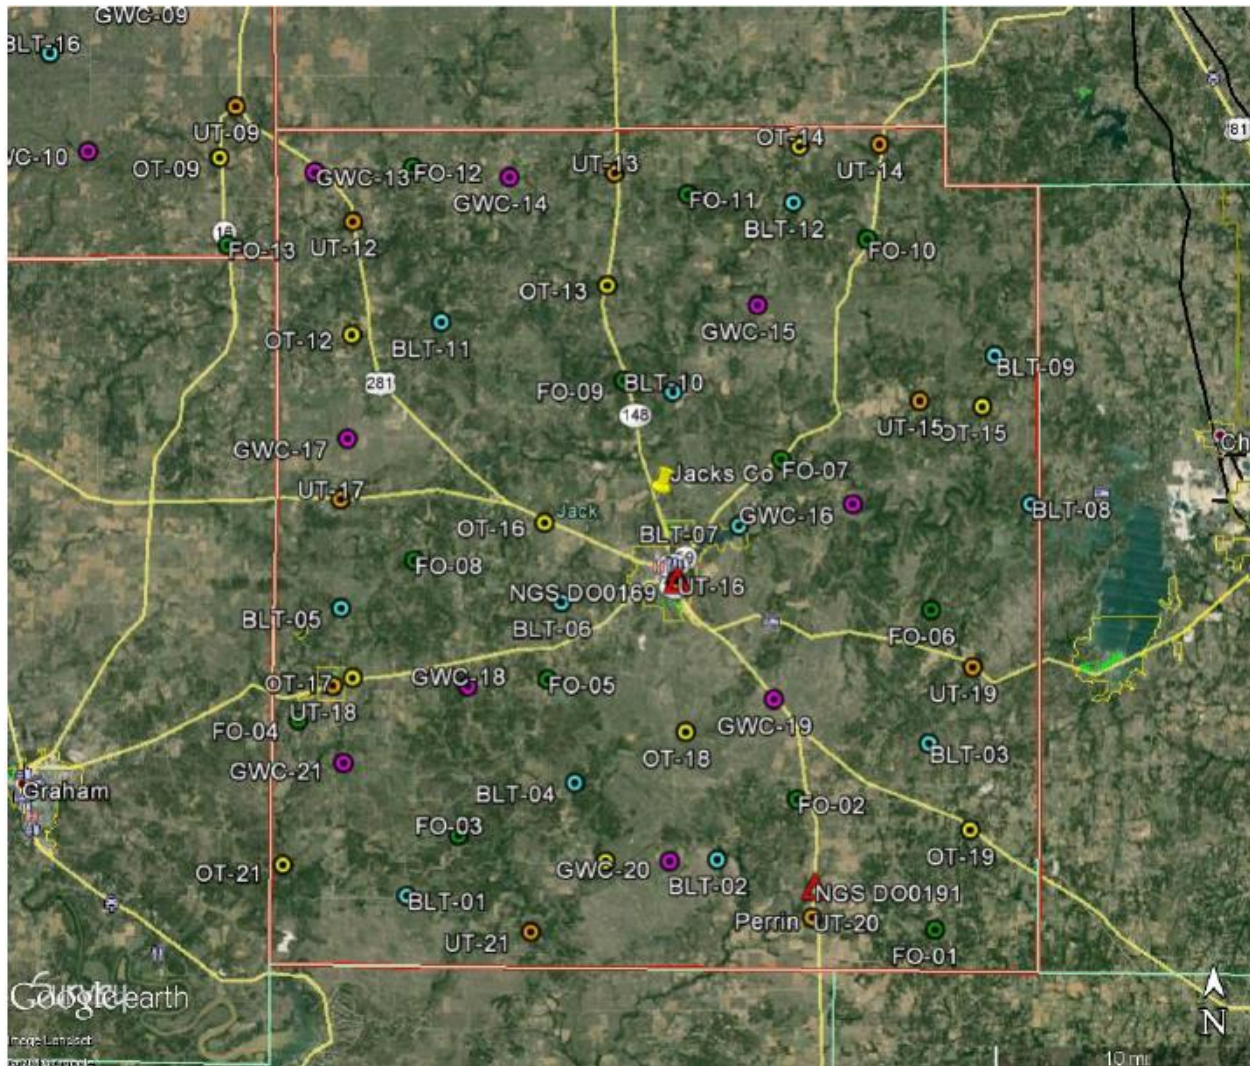 GWC-09
BLT-16
UT-09
OT-14
WC-10
OT-09
GWC-13
FO-12
UT-13
UT-14
GWC-14
FO-11
BLT-12
16
FO-13
UT-12
FO-10
OT-13
GWC-15
OT-12
BLT-11
BLT-09
281
FO-09
BLT-10
148
UT-15
OT-15
81
GWC-17
Ch
FO-07
Jacks Co
UT-17
Jack
OT-16
GWC-16
BLT-08
BLT-07
FO-08
NGS DO0169
UT-16
BLT-05
BLT-06
FO-06
OT-17
GWC-18
FO-05
UT-19
UT-18
FO-04
GWC-19
OT-18
BLT-03
GWC-21
Graham
BLT-04
FO-02
FO-03
OT-19
OT-21
GWC-20
BLT-02
BLT-01
NGS DO0191
Perrin
UT-20
UT-21
FO-01
Google earth
Image Landsat
N
10 mi